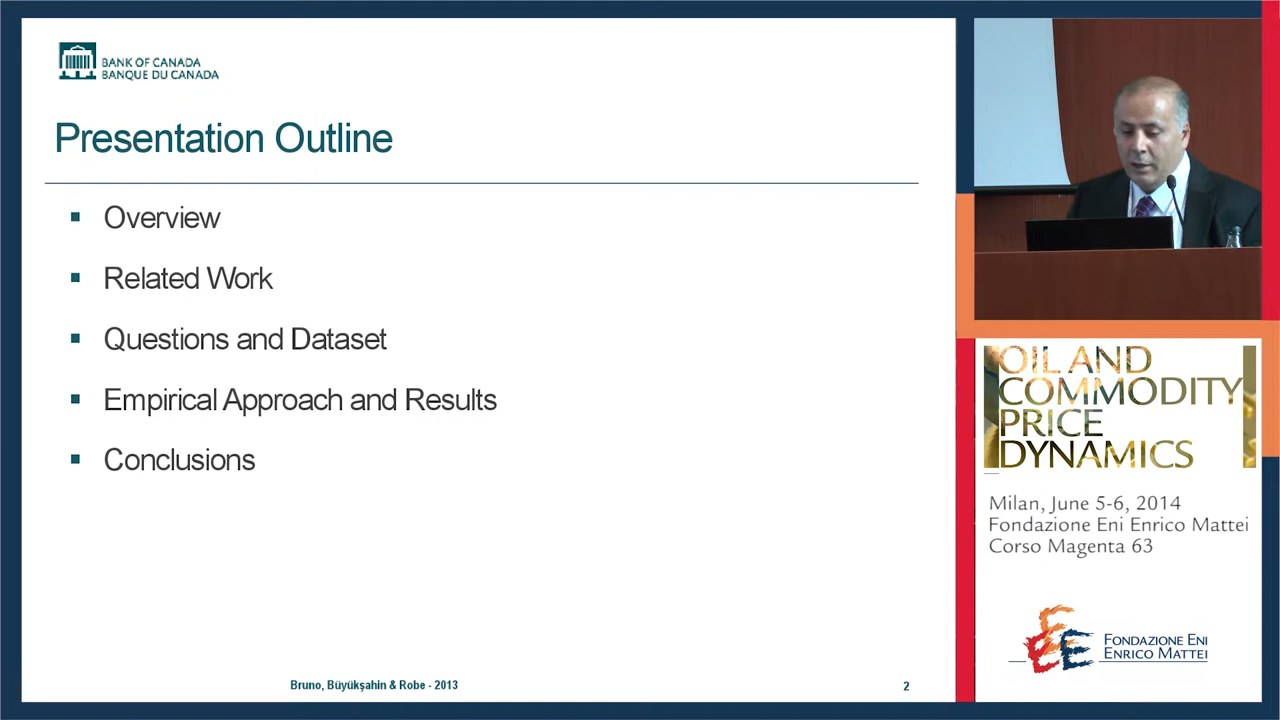 BANK OF CANADA
BANQUE DU CANADA
Presentation Outline
Overview
Related Work
Questions and Dataset
Empirical Approach and Results
Conclusions
Bruno, Büyükşahin & Robe - 2013
2
OIL AND
COMMODITY
PRICE
DYNAMICS
Milan, June 5-6, 2014
Fondazione Eni Enrico Mattei
Corso Magenta 63
FONDAZIONE ENI
ENRICO MATTEI